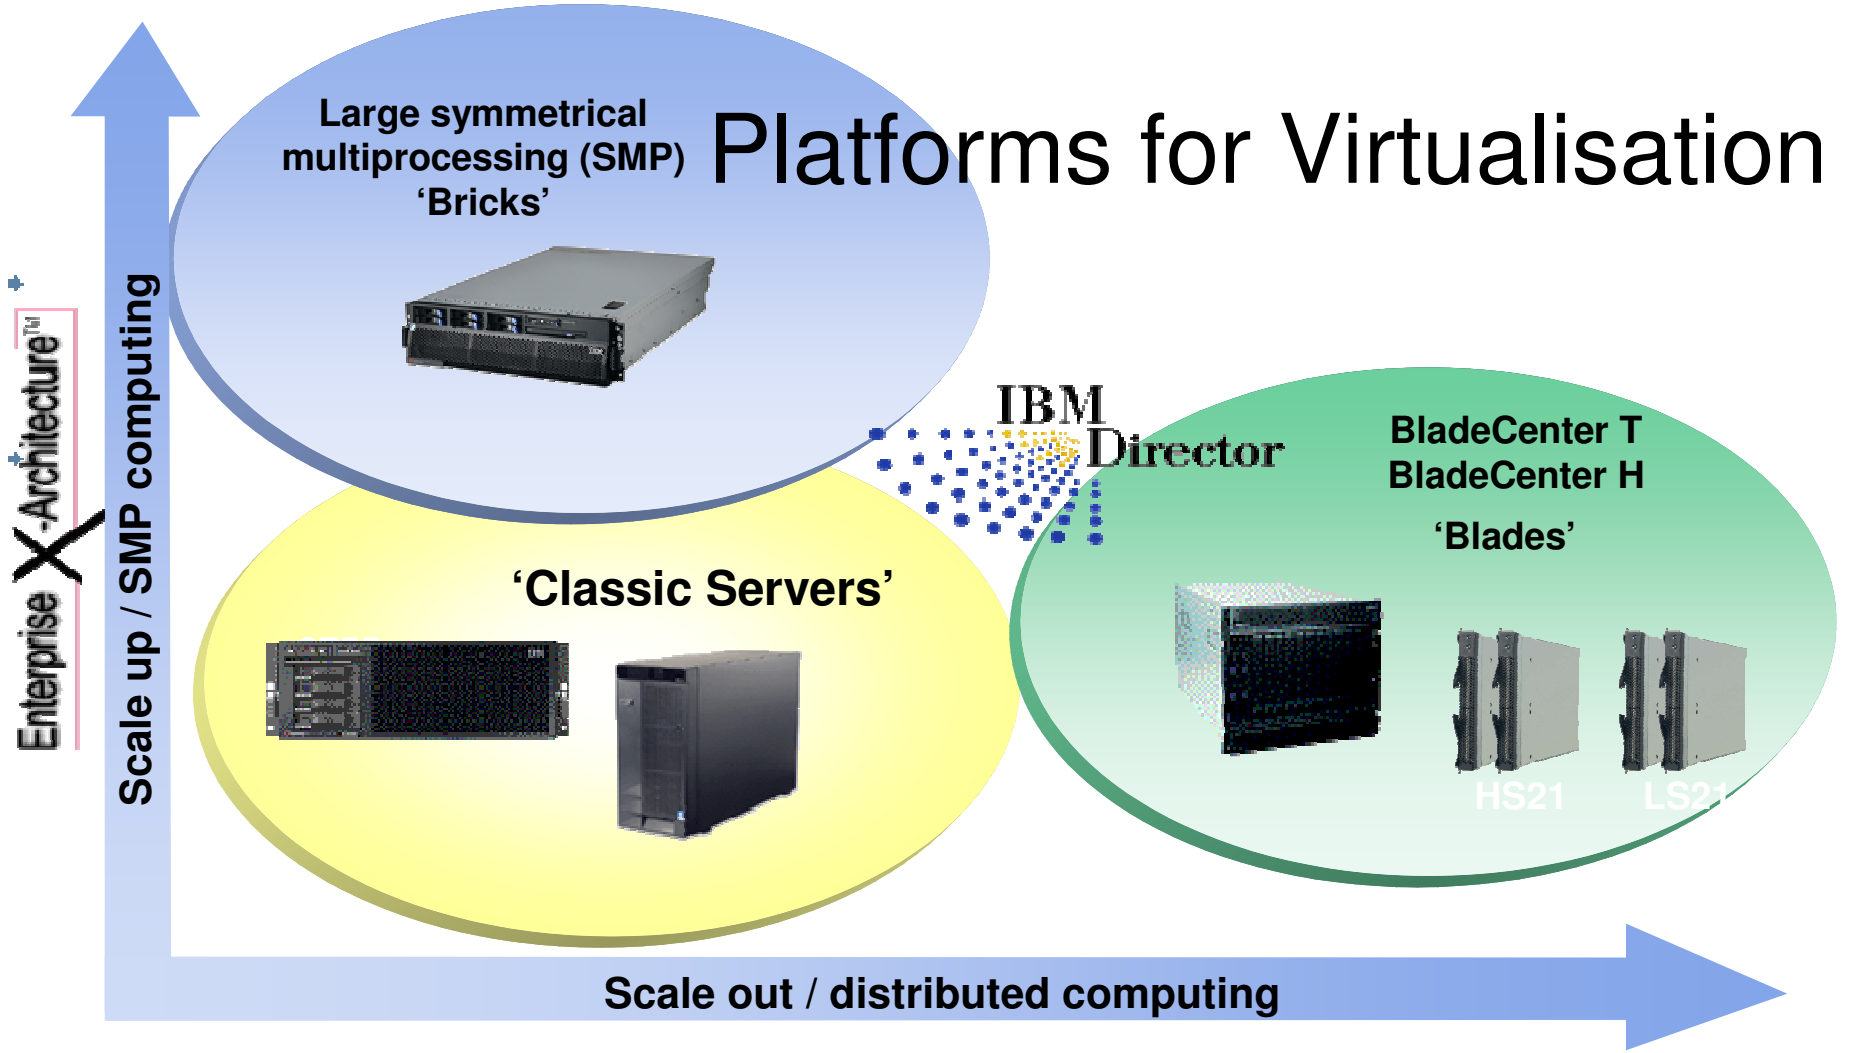 Platforms for Virtualisation
Large symmetrical
multiprocessing (SMP)
‘Bricks’
IBM
Director
BladeCenter T
BladeCenter H
‘Blades’
‘Classic Servers’
HS21
LS21
Enterprise X-Architecture™
Scale up / SMP computing
Scale out / distributed computing